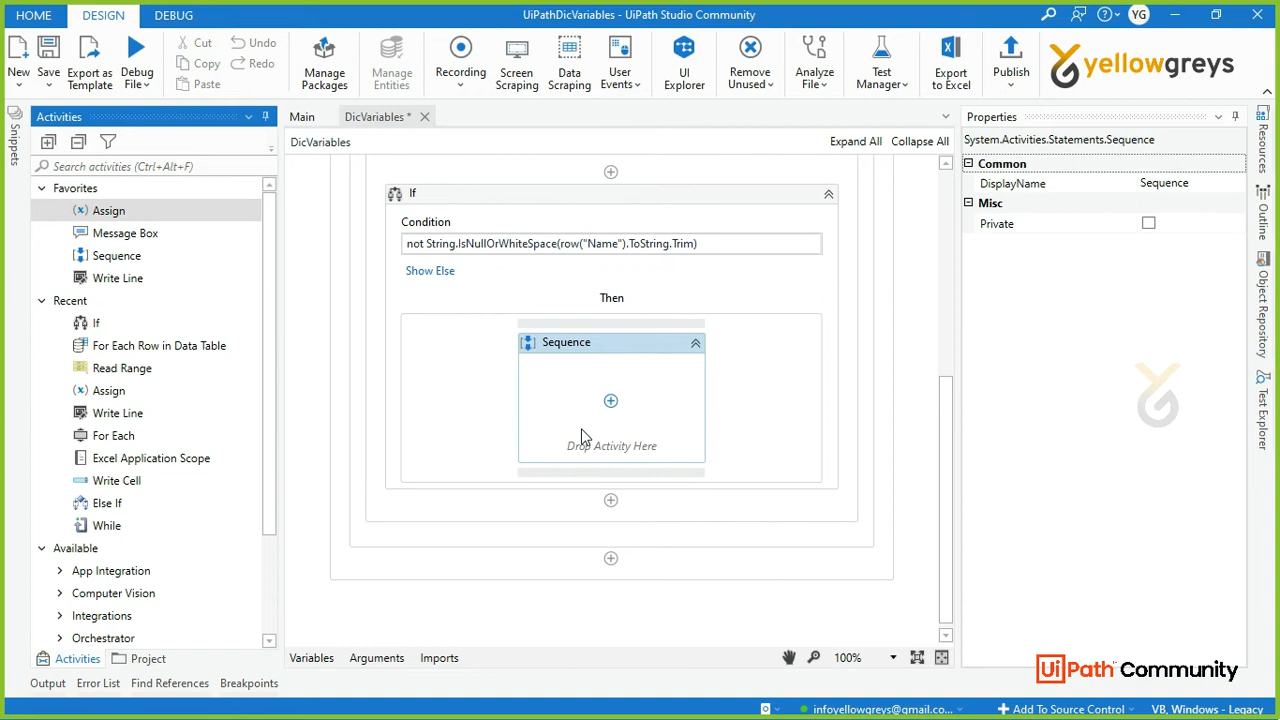 HOME DESIGN DEBUG UiPathDicVariables - UiPath Studio Community YG
New Save Export as Template Debug File Cut Copy Paste Undo Redo Manage Packages Manage Entities Recording Screen Scraping Data Scraping User Events UI Explorer Remove Unused Analyze File Test Manager Export to Excel Publish yellowgreys
Snippets
Activities
Search activities (Ctrl+Alt+F)
Favorites
Assign
Message Box
Sequence
Write Line
Recent
If
For Each Row in Data Table
Read Range
Assign
Write Line
For Each
Excel Application Scope
Write Cell
Else If
While
Available
App Integration
Computer Vision
Integrations
Orchestrator
Activities Project
Main DicVariables *
DicVariables Expand All Collapse All
If
Condition
not String.IsNullOrWhiteSpace(row("Name").ToString.Trim)
Show Else
Then
Sequence
Drop Activity Here
Variables Arguments Imports 100%
Properties
System.Activities.Statements.Sequence
Common
DisplayName Sequence
Misc
Private
Resources
Outline
Object Repository
Test Explorer
UiPath Community
Output Error List Find References Breakpoints
infoyellowgreys@gmail.co... Add To Source Control VB, Windows - Legacy